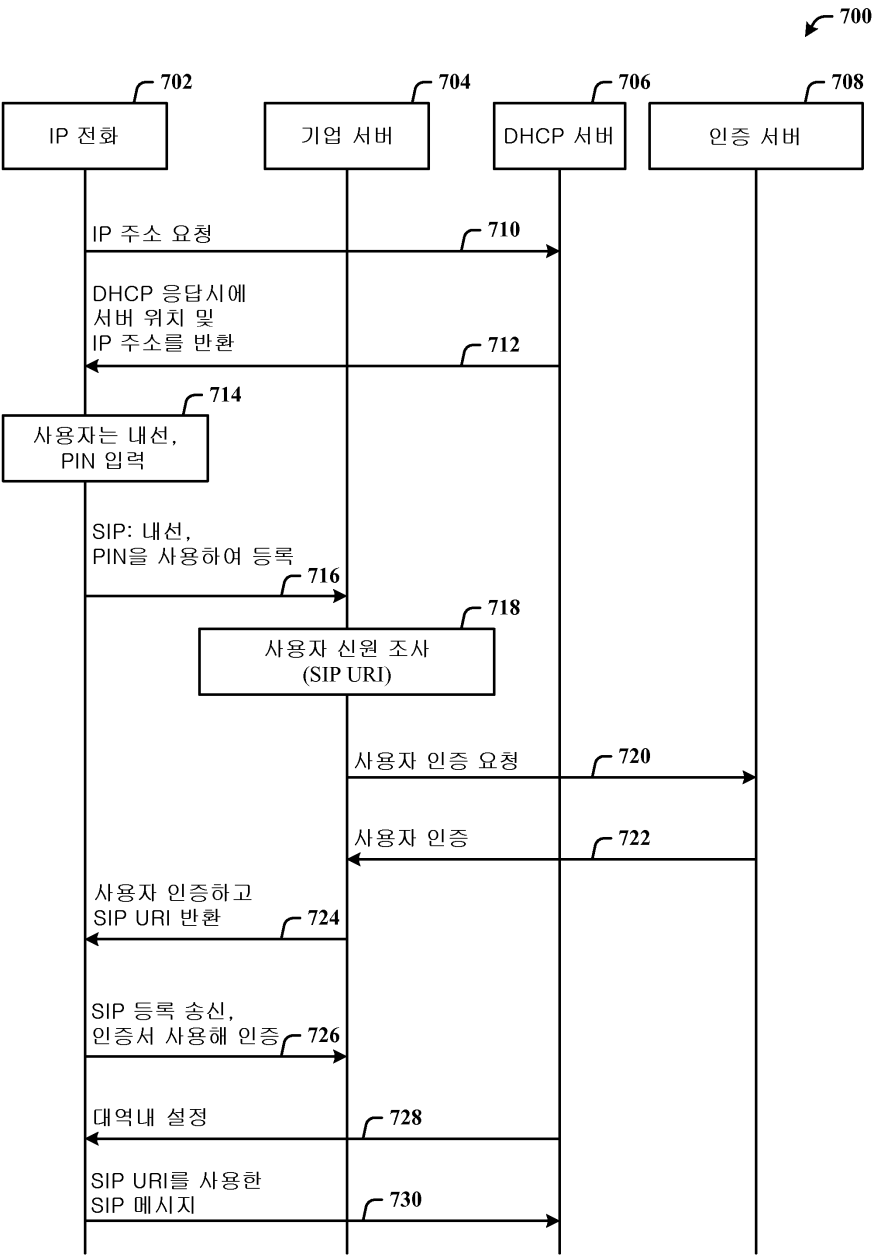 700
702
704
706
708
IP 전화
기업 서버
DHCP 서버
인증 서버
IP 주소 요청
710
DHCP 응답시에
서버 위치 및
IP 주소를 반환
712
714
사용자는 내선,
PIN 입력
SIP: 내선,
PIN을 사용하여 등록
716
718
사용자 신원 조사
(SIP URI)
사용자 인증 요청
720
사용자 인증
722
사용자 인증하고
SIP URI 반환
724
SIP 등록 송신,
인증서 사용해 인증
726
대역내 설정
728
SIP URI를 사용한
SIP 메시지
730